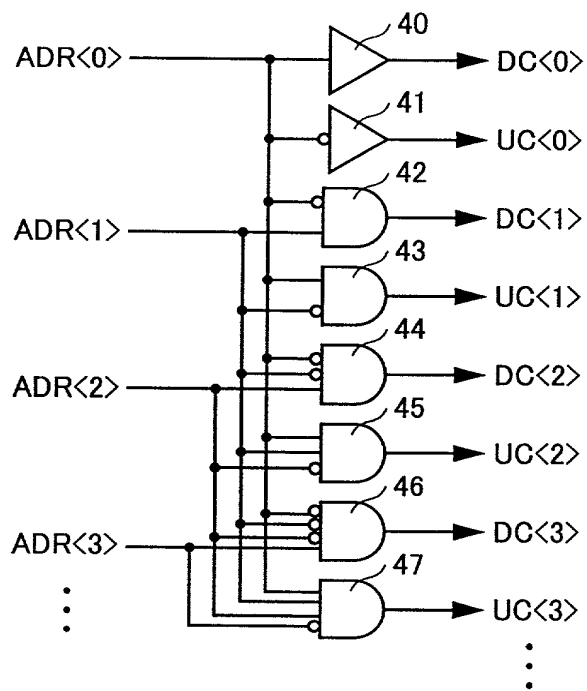 40
ADR<0>
DC<0>
41
UC<0>
42
ADR<1>
DC<1>
43
UC<1>
44
ADR<2>
DC<2>
45
UC<2>
46
ADR<3>
DC<3>
47
UC<3>